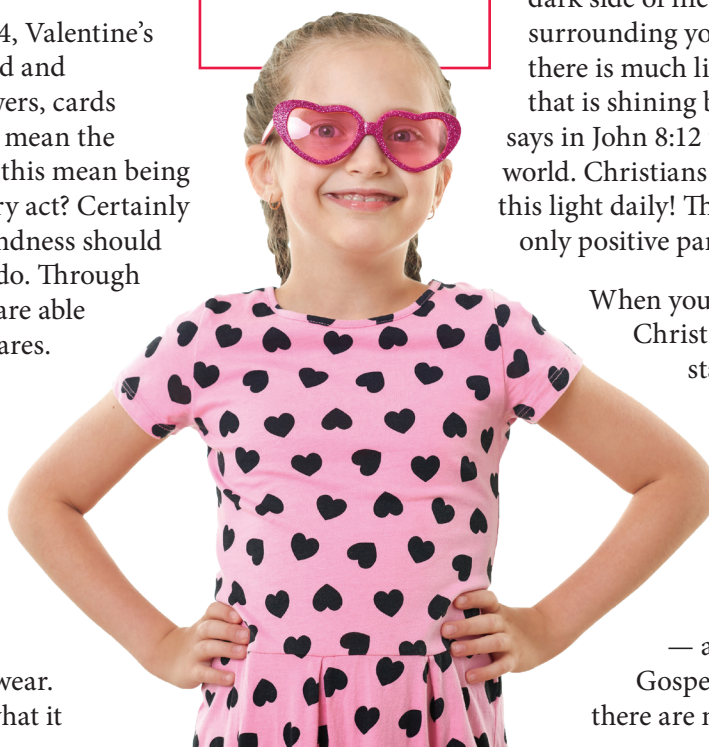 4, Valentine's
d and
wers, cards
mean the
this mean being
ry act? Certainly
ndness should
do. Through
are able
ares.
wear.
what it
dark side of
surrounding yo
there is much li
that is shining b
says in John 8:12
world. Christians
this light daily! Th
only positive par
When you
Christ
sta
— a
Gospe
there are